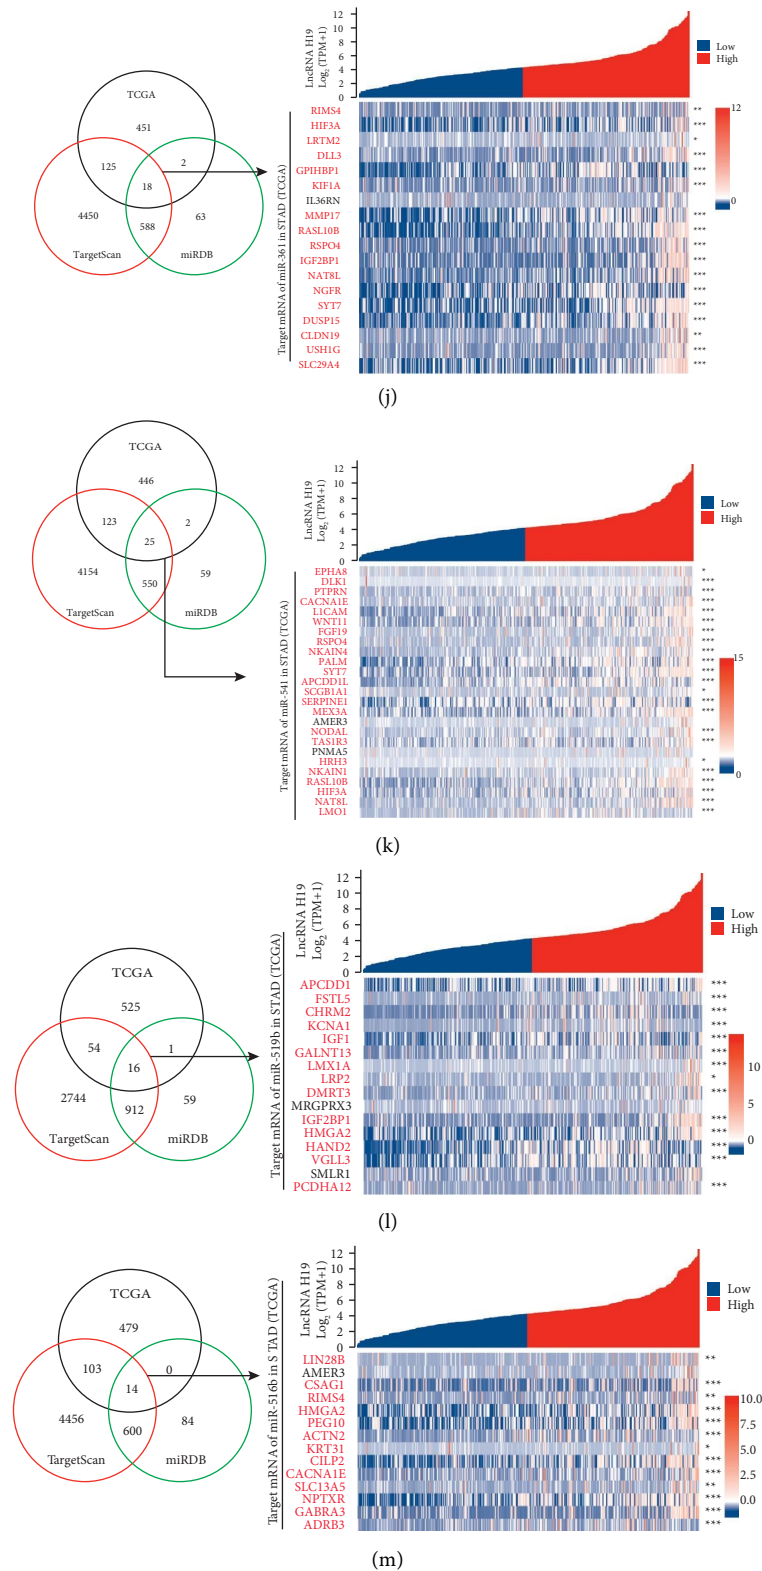 TCGA
451
125
2
18
4450
588
63
TargetScan
miRDB
LncRNA H19
Log2 (TPM+1)
12
10
8
6
4
2
0
Low
High
Target mRNA of miR-361 in STAD (TCGA)
RIMS4 **
HIF3A ***
LRTM2 *
DLL3 ***
GPIHBP1 ***
KIF1A ***
IL36RN
MMP17 ***
RASL10B ***
RSPO4 ***
IGF2BP1 ***
NAT8L ***
NGFR ***
SYT7 ***
DUSP15 ***
CLDN19 **
USH1G ***
SLC29A4 ***
12
0
(j)
TCGA
446
123
2
25
4154
550
59
TargetScan
miRDB
LncRNA H19
Log2 (TPM+1)
12
10
8
6
4
2
0
Low
High
Target mRNA of miR-541 in STAD (TCGA)
EPHA8 *
DLK1 ***
PTPRN ***
CACNA1E ***
L1CAM ***
WNT11 ***
FGF19 ***
RSPO4 ***
NKAIN4 ***
PALM ***
SYT7 ***
APCDD1L ***
SCGB1A1 *
SERPINE1 ***
MEX3A ***
AMER3
NODAL ***
TAS1R3 ***
PNMA5
HRH3 *
NKAIN1 ***
RASL10B ***
HIF3A ***
NAT8L ***
LMO1 ***
15
0
(k)
TCGA
525
54
1
16
2744
912
59
TargetScan
miRDB
LncRNA H19
Log2 (TPM+1)
12
10
8
6
4
2
0
Low
High
Target mRNA of miR-519b in STAD (TCGA)
APCDD1 ***
FSTL5 ***
CHRM2 ***
KCNA1 ***
IGF1 ***
GALNT13 ***
LMX1A ***
LRP2 *
DMRT3 ***
MRGPRX3
IGF2BP1 ***
HMGA2 ***
HAND2 ***
VGLL3 ***
SMLR1
PCDHA12 ***
10
5
0
(l)
TCGA
479
103
0
14
4456
600
84
TargetScan
miRDB
LncRNA H19
Log2 (TPM+1)
12
10
8
6
4
2
0
Low
High
Target mRNA of miR-516b in S TAD (TCGA)
LIN28B **
AMER3
CSAG1 ***
RIMS4 **
HMGA2 ***
PEG10 ***
ACTN2 ***
KRT31 *
CILP2 ***
CACNA1E ***
SLC13A5 **
NPTXR ***
GABRA3 ***
ADRB3 ***
10.0
7.5
5.0
2.5
0.0
(m)